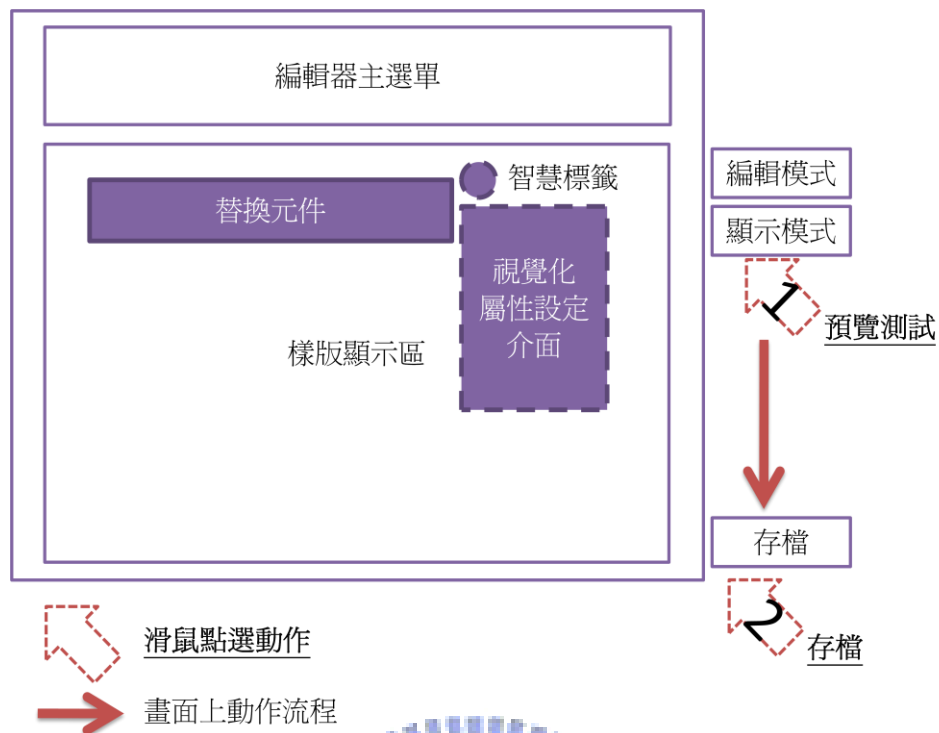 編輯器主選單
智慧標籤
替換元件
視覺化
屬性設定
介面
樣版顯示區
編輯模式
顯示模式
1
預覽測試
存檔
2
存檔
滑鼠點選動作
畫面上動作流程